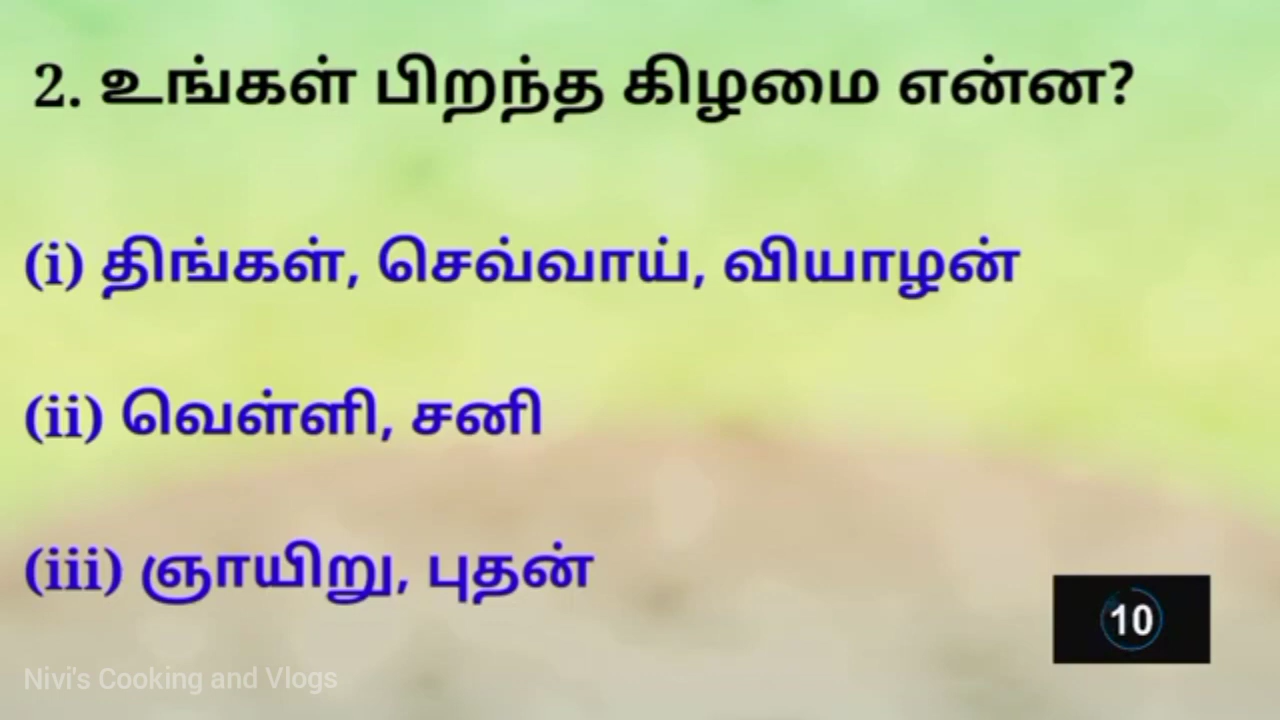 2. உங்கள் பிறந்த கிழமை என்ன?
(i) திங்கள், செவ்வாய், வியாழன்
(ii) வெள்ளி, சனி
(iii) ஞாயிறு, புதன்
10
Nivi's Cooking and Vlogs